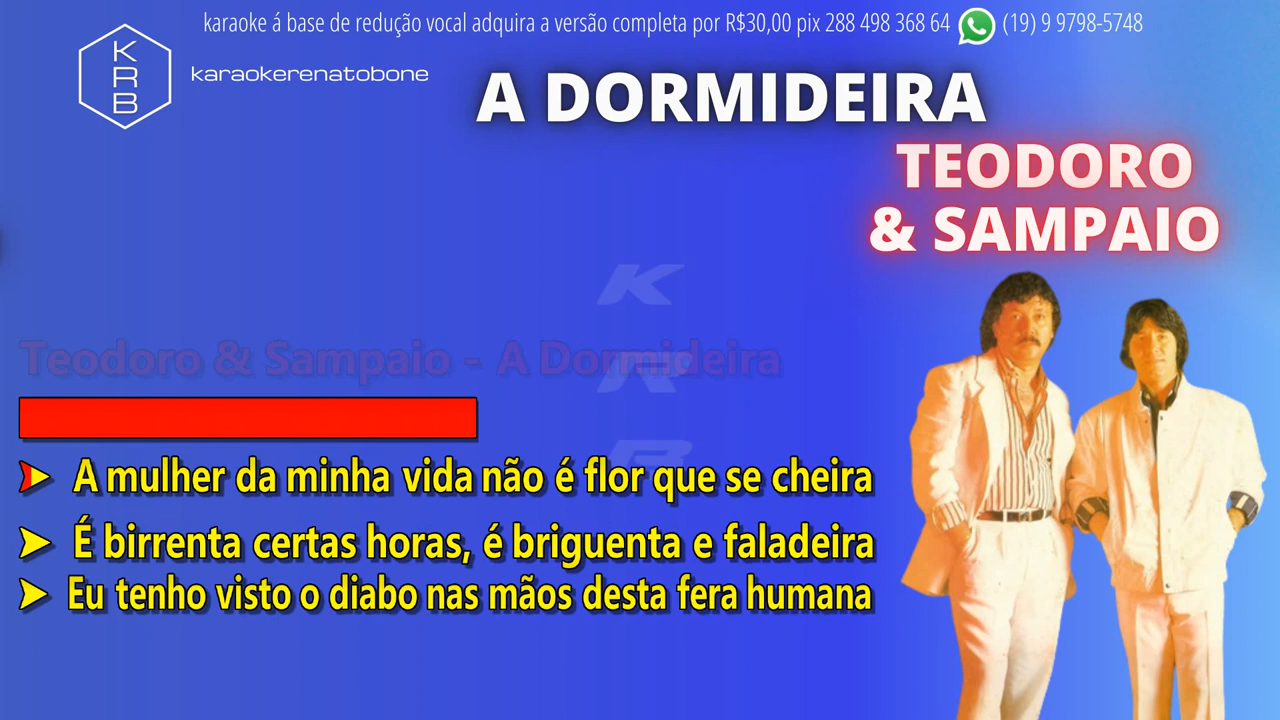 karaoke á base de redução vocal adquira a versão completa por R$30,00 pix 288 498 368 64 (19) 9 9798-5748
KRB
karaokerenatobone
A DORMIDEIRA
TEODORO
& SAMPAIO
K
R
B
Teodoro & Sampaio - A Dormideira
A mulher da minha vida não é flor que se cheira
É birrenta certas horas, é briguenta e faladeira
Eu tenho visto o diabo nas mãos desta fera humana